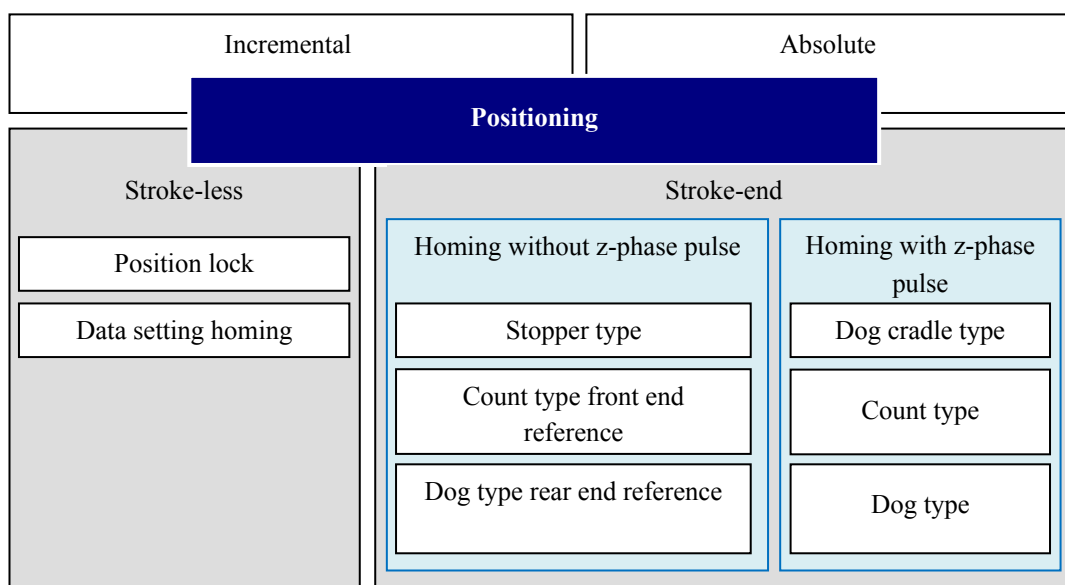 Incremental
Absolute
Positioning
Stroke-less
Position lock
Data setting homing
Stroke-end
Homing without z-phase pulse
Stopper type
Count type front end
reference
Dog type rear end reference
Homing with z-phase
pulse
Dog cradle type
Count type
Dog type